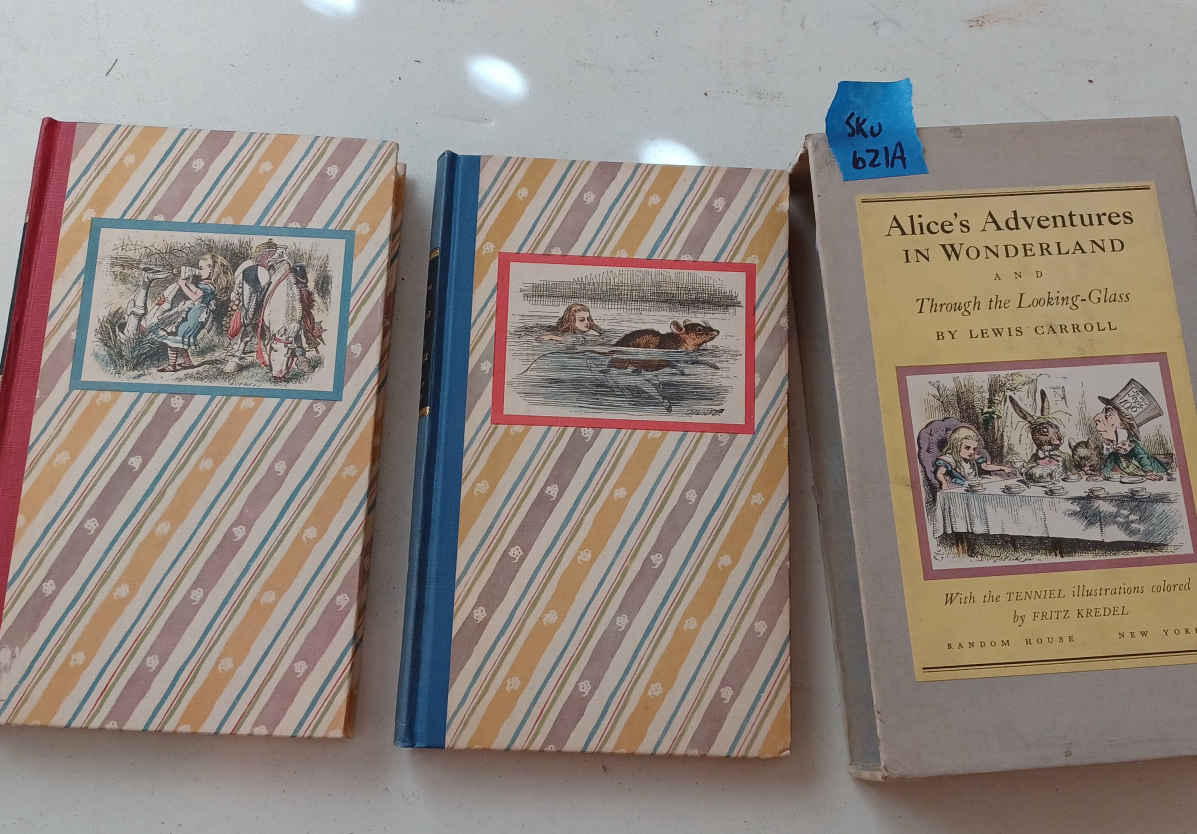 SKU
621A
Alice's Adventures
IN WONDERLAND
AND
Through the Looking-Glass
BY LEWIS CARROLL
With the TENNIEL illustrations colored
by FRITZ KREDEL
RANDOM HOUSE NEW YORK